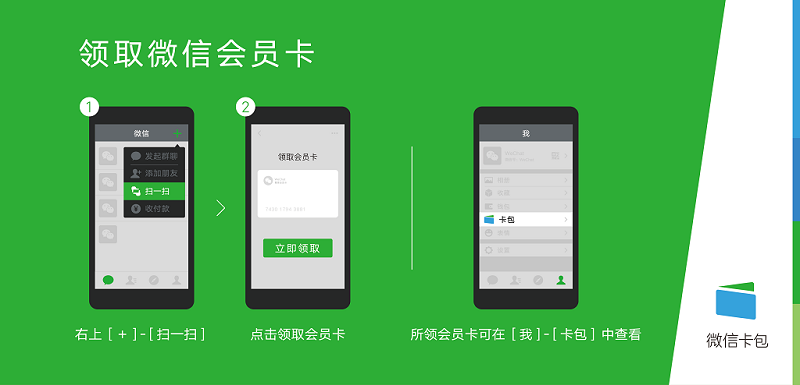 领取微信会员卡
1
微信
+
发起群聊
添加朋友
扫一扫
收付款
右上 [ + ]-[ 扫一扫 ]
2
领取会员卡
立即领取
点击领取会员卡
我
卡包
所领会员卡可在 [ 我 ]-[ 卡包 ] 中查看
微信卡包